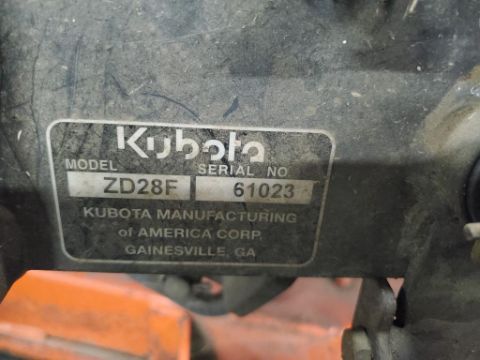 Kubota
MODEL SERIAL NO
ZD28F 61023
KUBOTA MANUFACTURING
of AMERICA CORP.
GAINESVILLE, GA